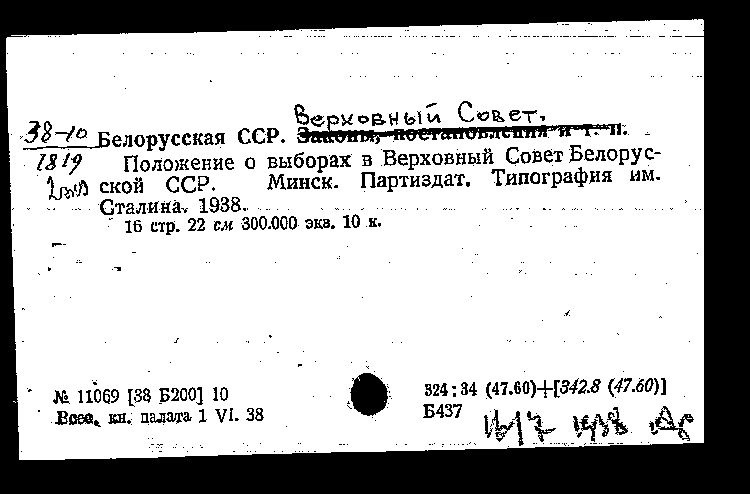 Верховный Совет.
38-10 Белорусская ССР. Законы, постановления и т. п.
1819 Положение о выборах в Верховный Совет Белорус-
ской ССР. Минск. Партиздат. Типография им.
Сталина. 1938.
16 стр. 22 см 300.000 экз. 10 к.
№ 11069 [38 Б200] 10
Всес. кн. палата 1 VI. 38
324:34 (47.60)+[342.8 (47.60)]
Б437
1938